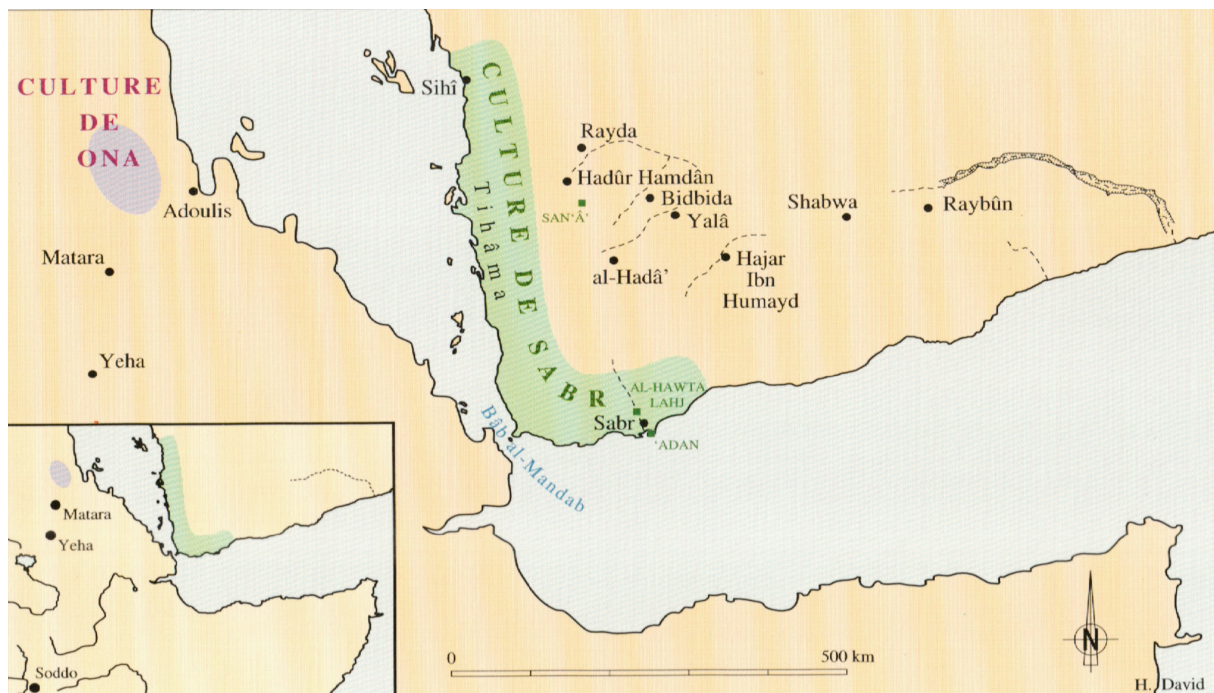 CULTURE
DE
ONA
Sihî
CULTURE DE SABR
Tihâma
Rayda
Hadûr Hamdân
Bidbida
SAN'Â'
Yalâ
Shabwa
Raybûn
Adoulis
al-Hadâ'
Hajar
Ibn
Humayd
Matara
Yeha
AL-HAWTA
LAHJ
Sabr
'ADAN
Bâb al-Mandab
Matara
Yeha
Soddo
0
500 km
N
H. David